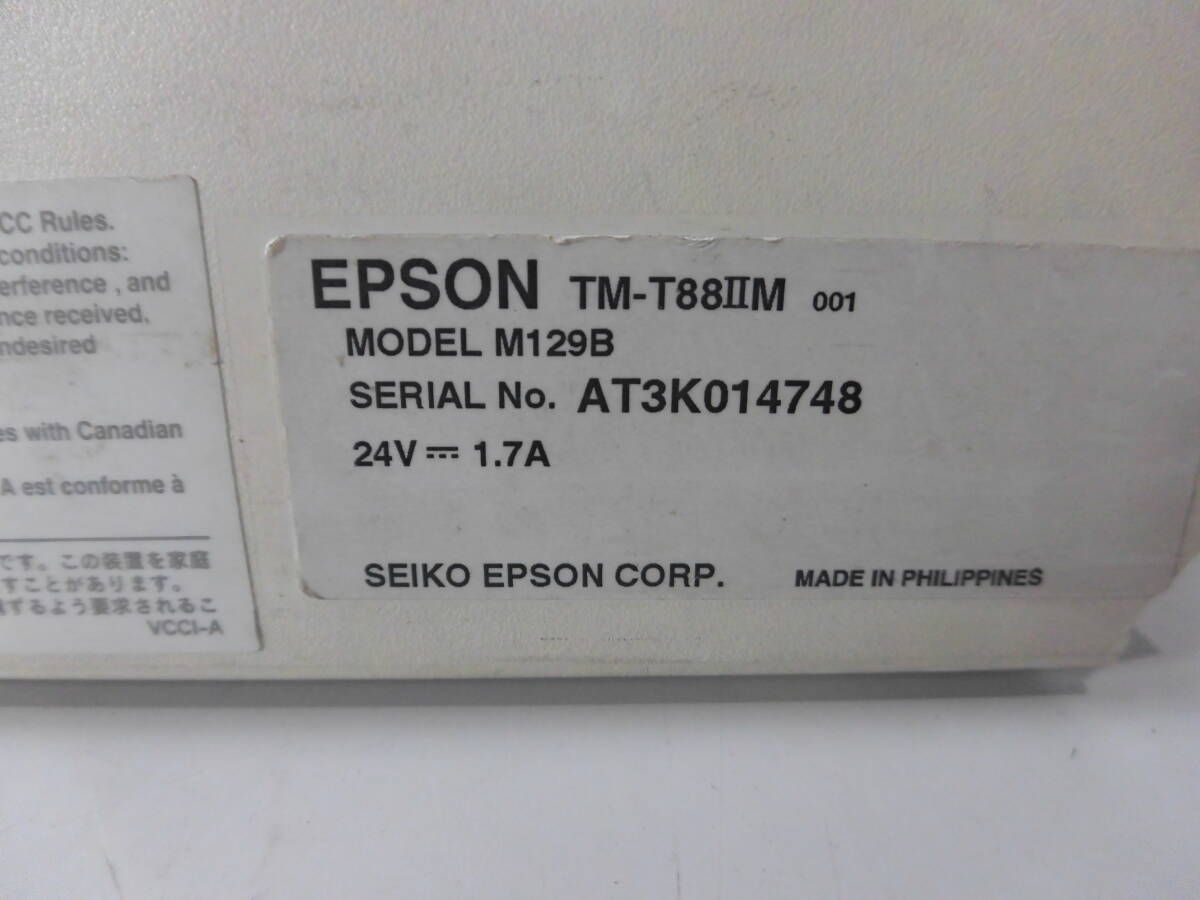 CC Rules.
conditions:
erference , and
nce received,
ndesired
es with Canadian
A est conforme à
です。この装置を家庭
すことがあります。
ずるよう要求されるこ
VCCI-A
EPSON TM-T88ⅡM 001
MODEL M129B
SERIAL No. AT3K014748
24V ⎓ 1.7A
SEIKO EPSON CORP. MADE IN PHILIPPINES